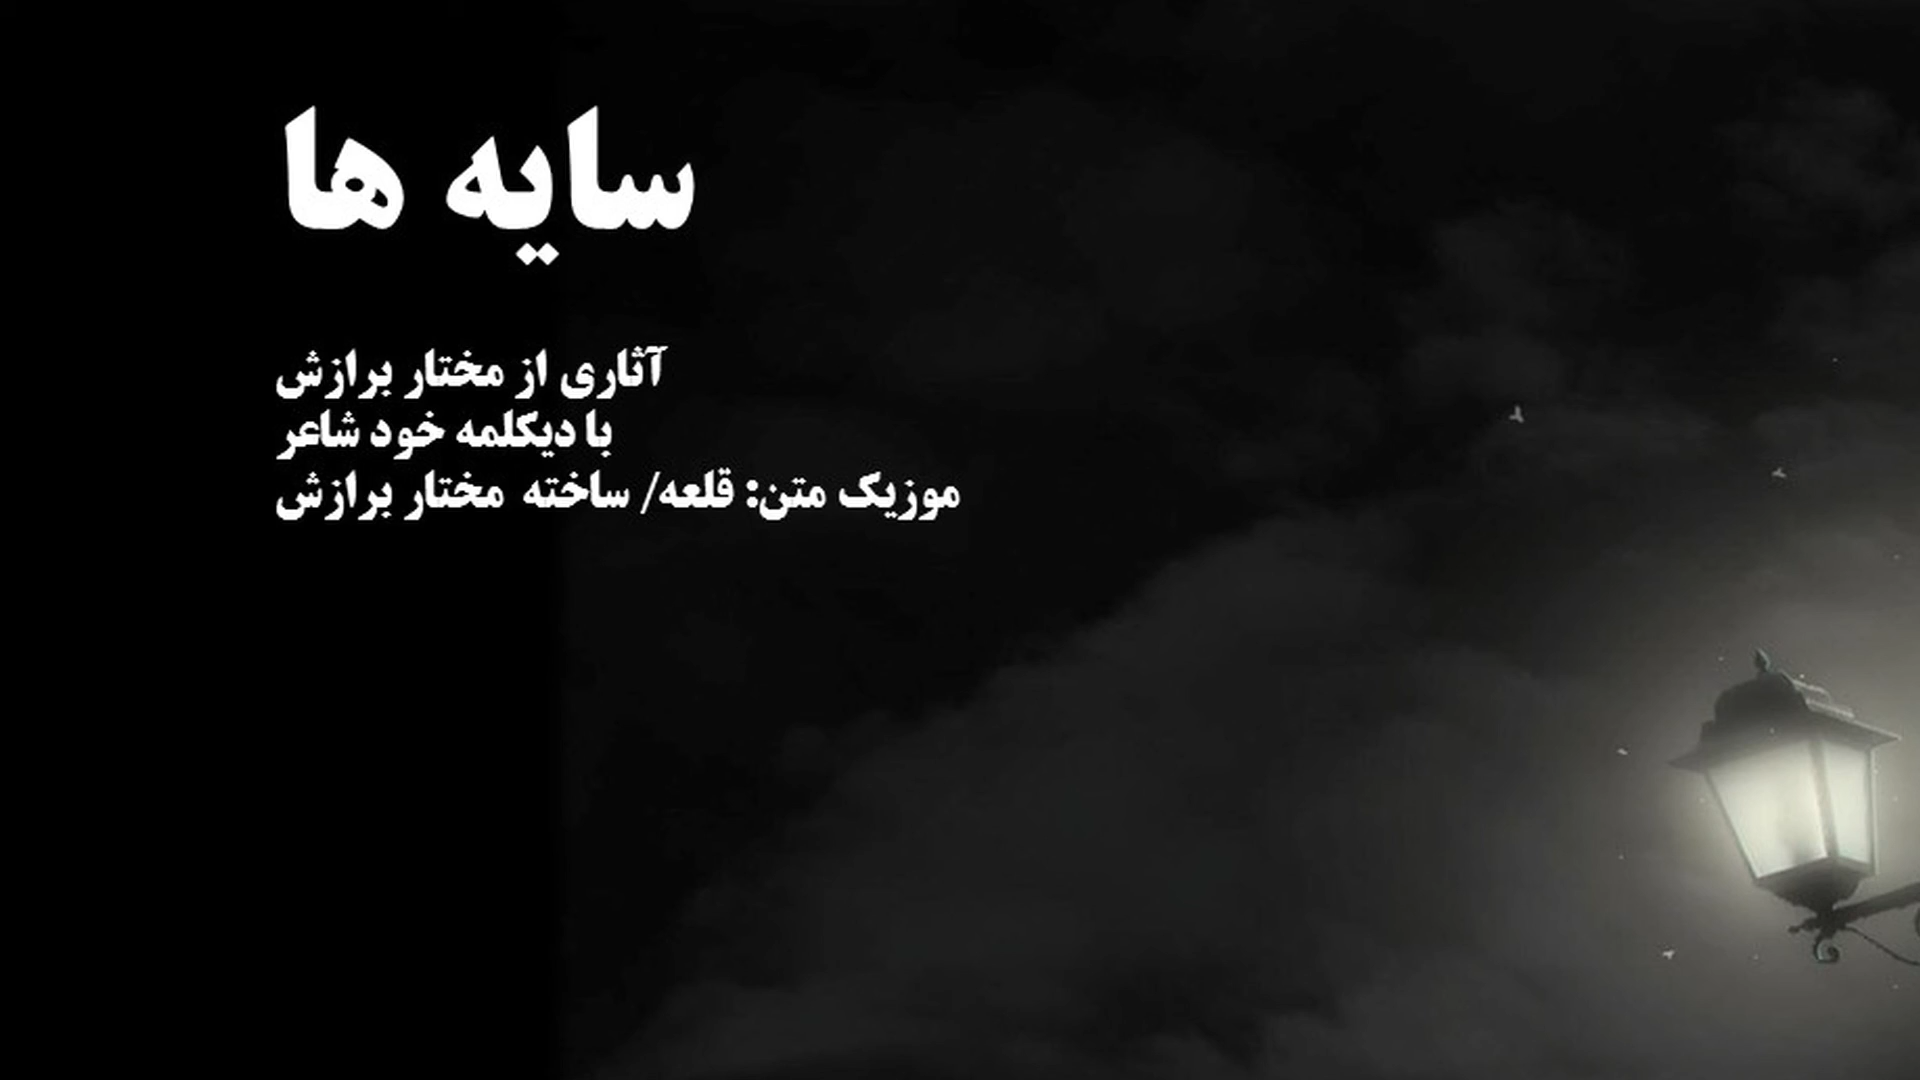 سایه ها
آثاری از مختار برازش
با دیکلمه خود شاعر
موزیک متن: قلعه/ ساخته مختار برازش